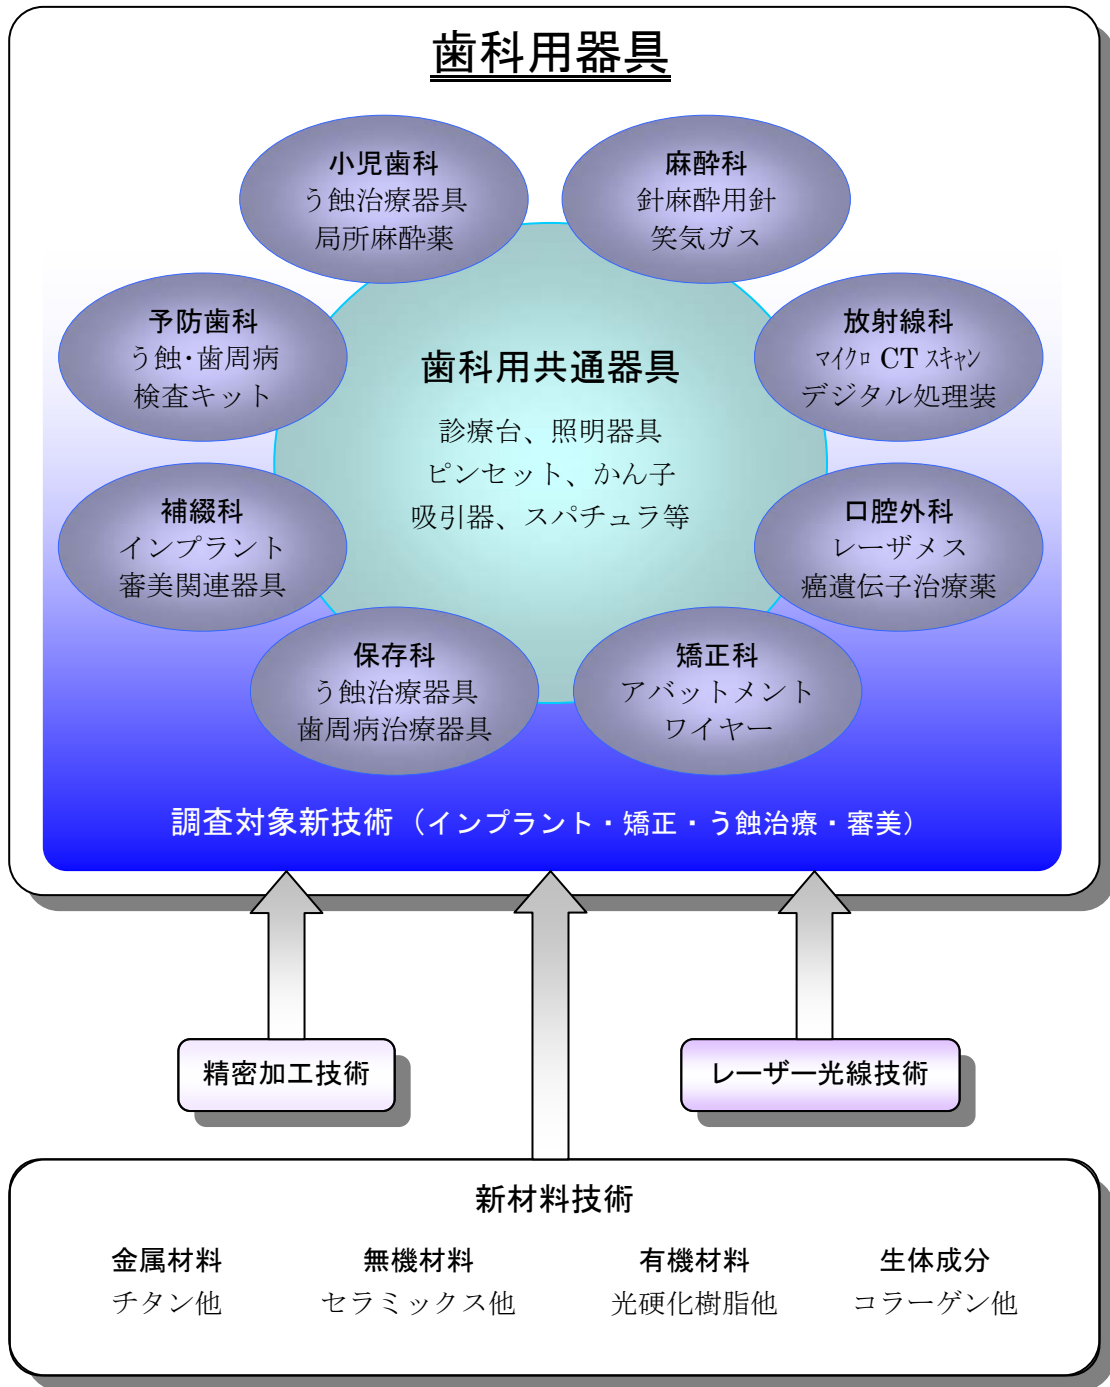 歯科用器具
小児歯科
う蝕治療器具
局所麻酔薬
麻酔科
針麻酔用針
笑気ガス
予防歯科
う蝕・歯周病
検査キット
放射線科
マイクロ CT スキャン
デジタル処理装
歯科用共通器具
診療台、照明器具
ピンセット、かん子
吸引器、スパチュラ等
補綴科
インプラント
審美関連器具
口腔外科
レーザメス
癌遺伝子治療薬
保存科
う蝕治療器具
歯周病治療器具
矯正科
アバットメント
ワイヤー
調査対象新技術（インプラント・矯正・う蝕治療・審美）
精密加工技術
レーザー光線技術
新材料技術
金属材料
チタン他
無機材料
セラミックス他
有機材料
光硬化樹脂他
生体成分
コラーゲン他